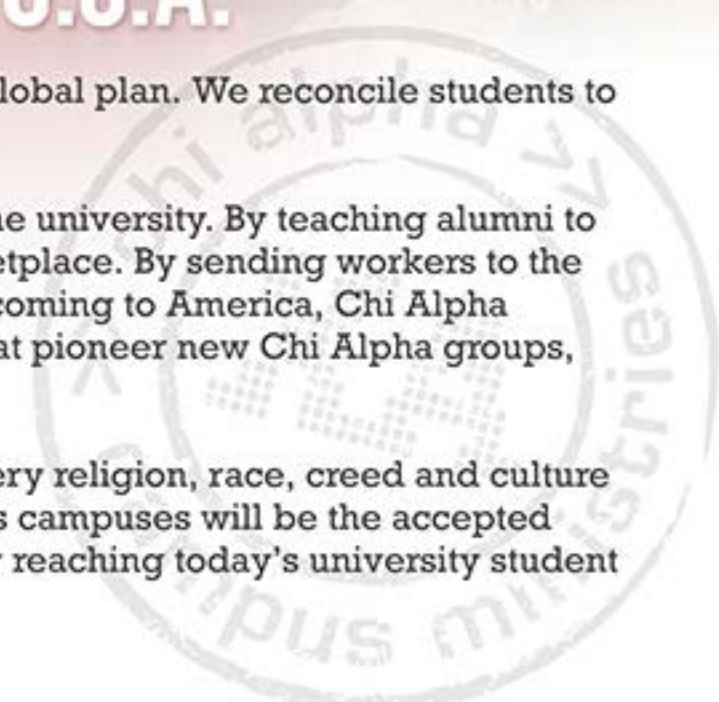 U.S.A.
lobal plan. We reconcile students to
ne university. By teaching alumni to
etplace. By sending workers to the
coming to America, Chi Alpha
at pioneer new Chi Alpha groups,
ery religion, race, creed and culture
s campuses will be the accepted
reaching today's university student
chi alpha >>
campus ministries >